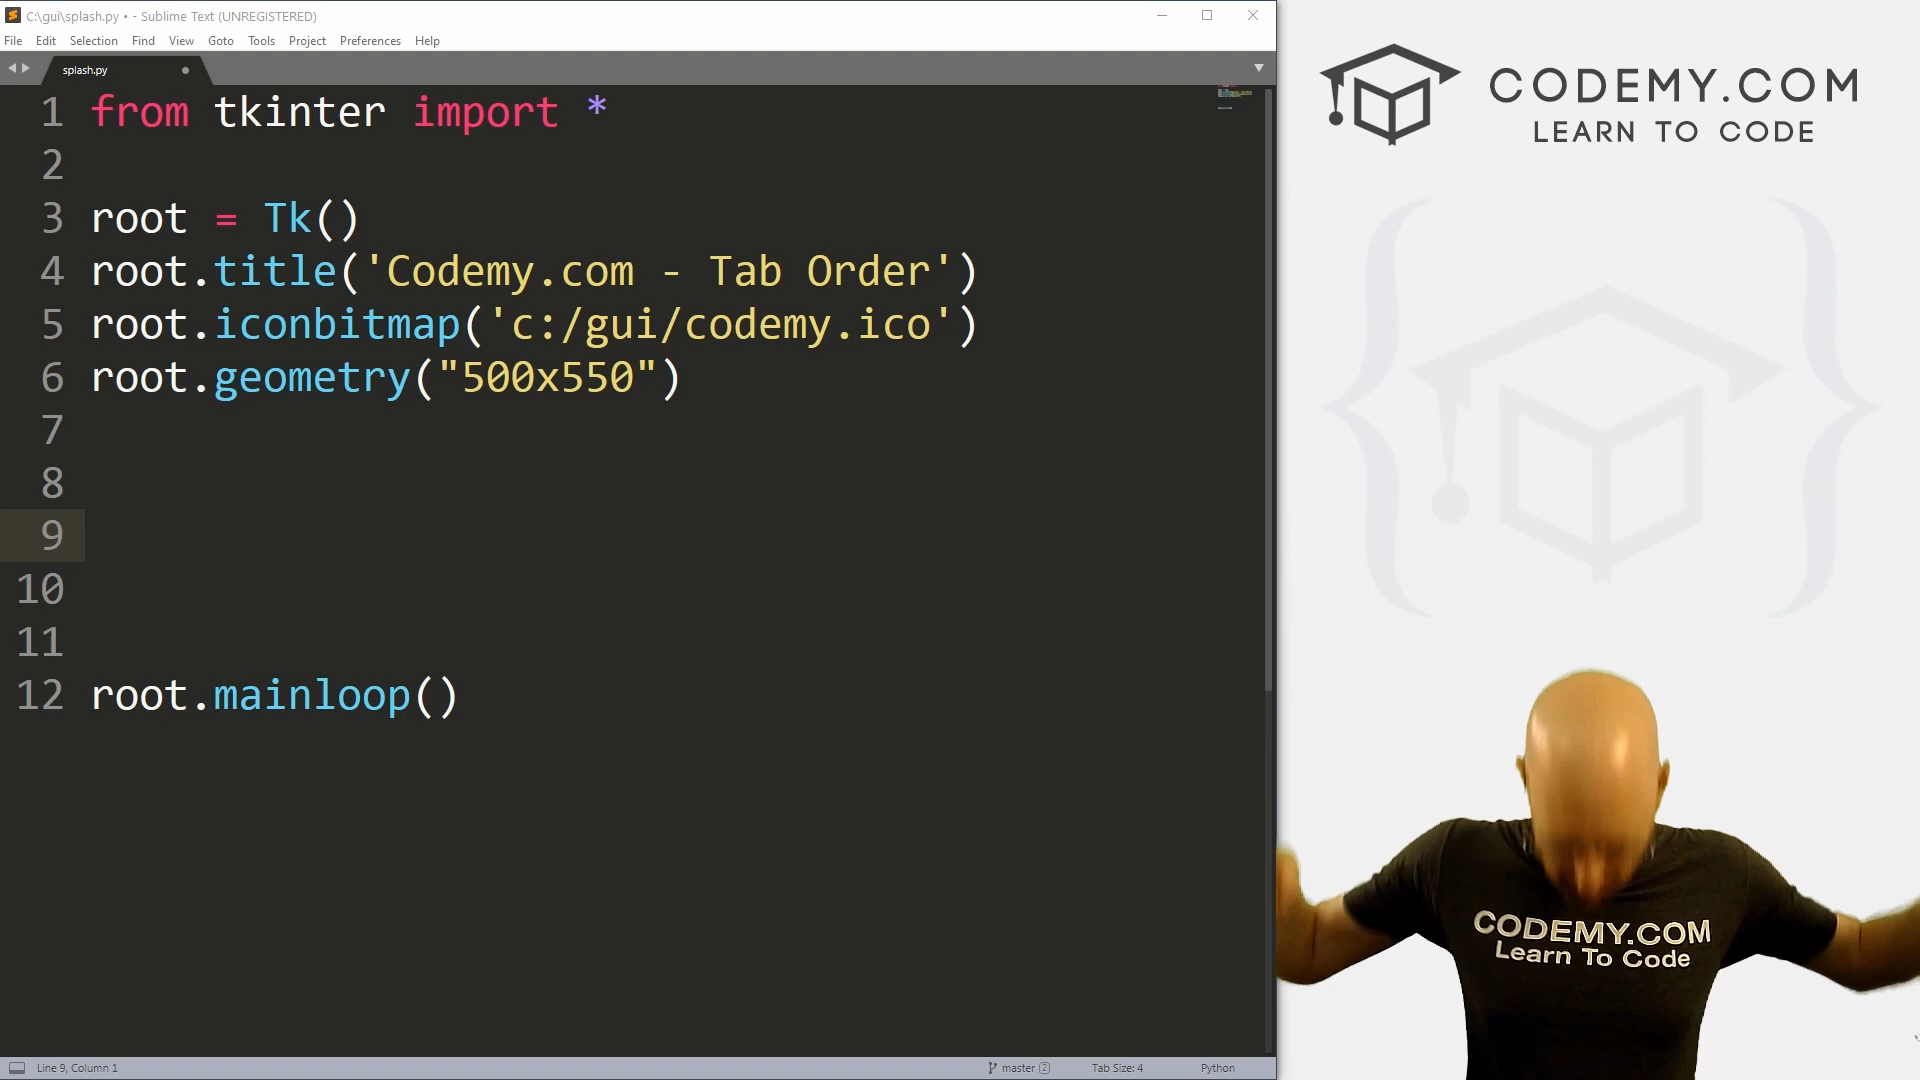 C:\gui\splash.py • - Sublime Text (UNREGISTERED)
File Edit Selection Find View Goto Tools Project Preferences Help
splash.py
1 from tkinter import *
2
3 root = Tk()
4 root.title('Codemy.com - Tab Order')
5 root.iconbitmap('c:/gui/codemy.ico')
6 root.geometry("500x550")
7
8
9
10
11
12 root.mainloop()
Line 9, Column 1
master 2
Tab Size: 4
Python
CODEMY.COM
LEARN TO CODE
CODEMY.COM
Learn To Code